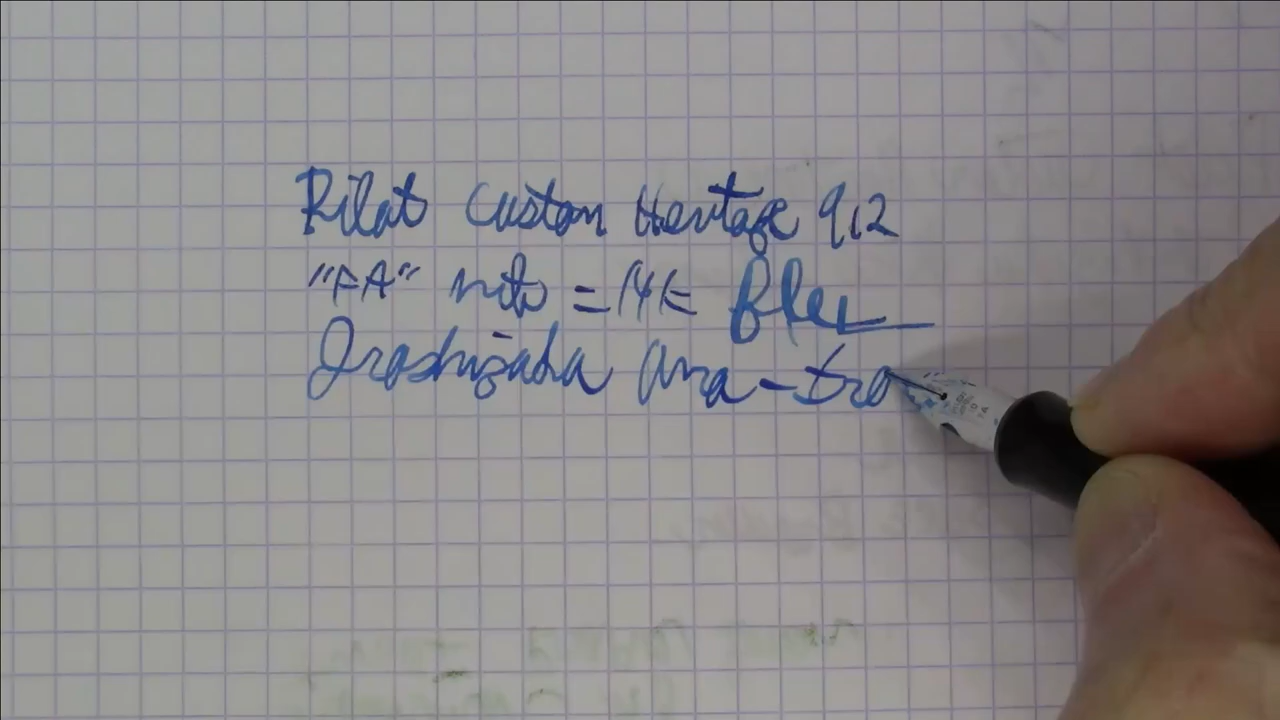 Pilot Custom Heritage 912
"FA" nib = 14K flex
Iroshizuku Ama-iro